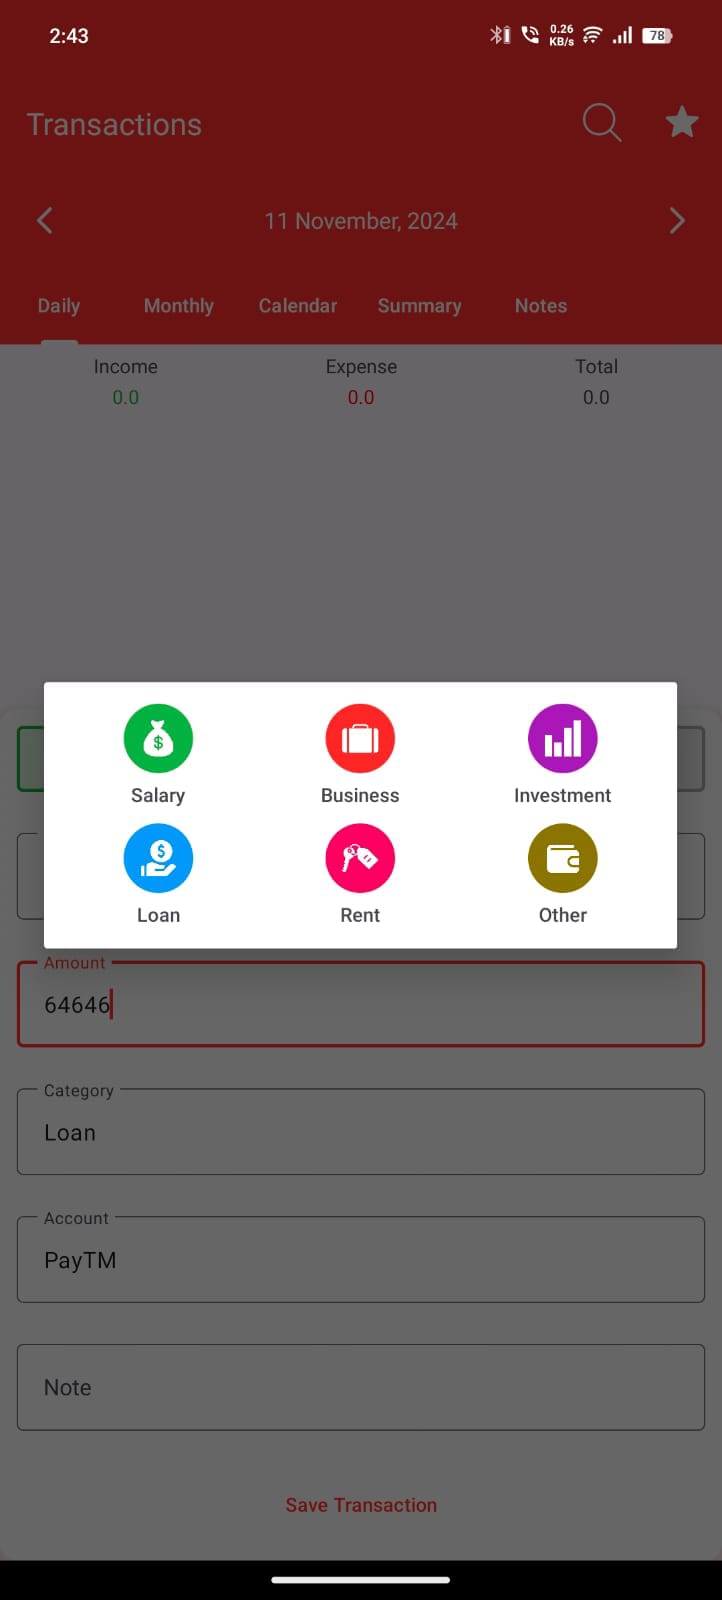 2:43
0.26
KB/s
78
Transactions
11 November, 2024
Daily Monthly Calendar Summary Notes
Income Expense Total
0.0 0.0 0.0
$
Salary Business Investment
$
Loan Rent Other
Amount
64646
Category
Loan
Account
PayTM
Note
Save Transaction